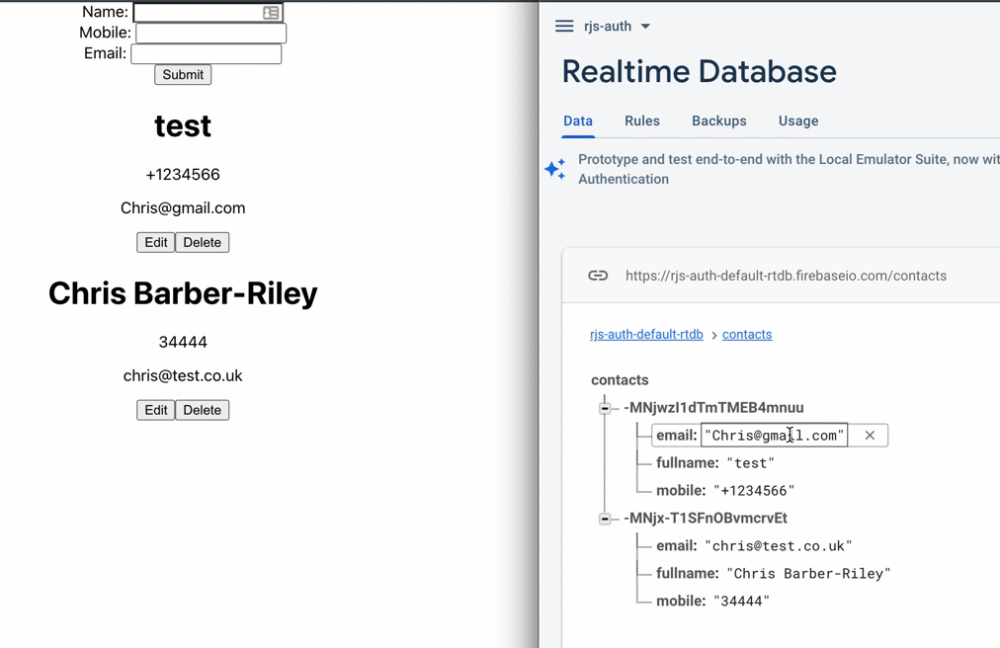 Name:
Mobile:
Email:
Submit
test
+1234566
Chris@gmail.com
Edit Delete
Chris Barber-Riley
34444
chris@test.co.uk
Edit Delete
rjs-auth
Realtime Database
Data Rules Backups Usage
Prototype and test end-to-end with the Local Emulator Suite, now wit
Authentication
https://rjs-auth-default-rtdb.firebaseio.com/contacts
rjs-auth-default-rtdb > contacts
contacts
-MNjwzI1dTmTMEB4mnuu
email: "Chris@gmail.com"
fullname: "test"
mobile: "+1234566"
-MNjx-T1SFnOBvmcrvEt
email: "chris@test.co.uk"
fullname: "Chris Barber-Riley"
mobile: "34444"